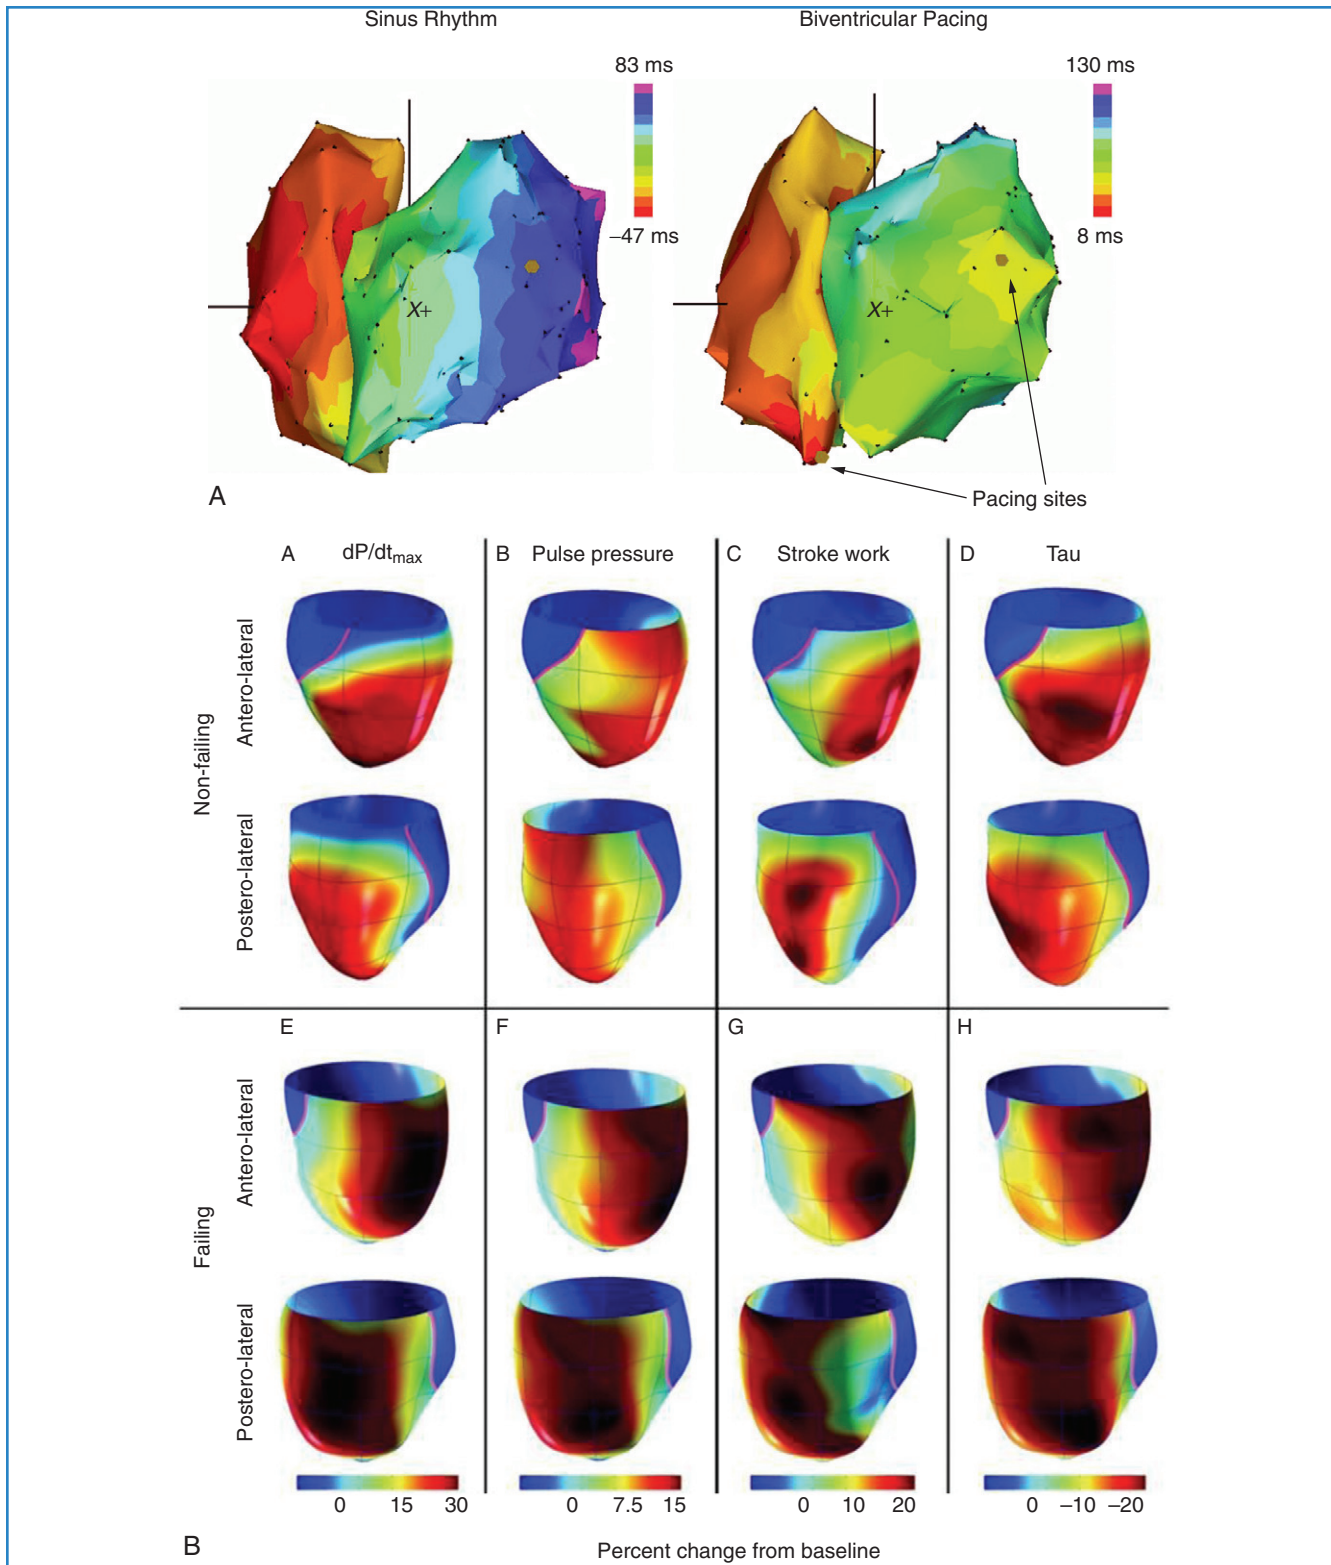 Sinus Rhythm
Biventricular Pacing
83 ms
130 ms
X+
X+
–47 ms
8 ms
Pacing sites
A
A dP/dtmax
B Pulse pressure
C Stroke work
D Tau
Non-failing
Antero-lateral
Postero-lateral
E
F
G
H
Failing
Antero-lateral
Postero-lateral
0 15 30
0 7.5 15
0 10 20
0 –10 –20
B
Percent change from baseline